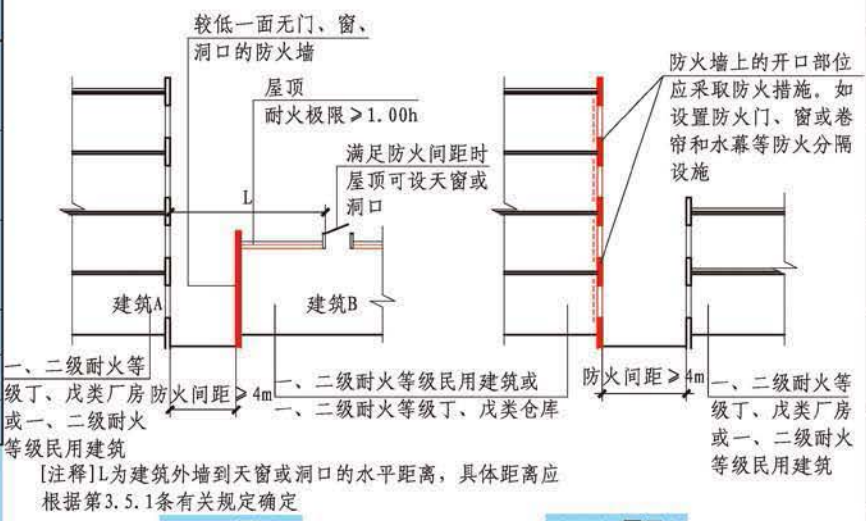 较低一面无门、窗、
洞口的防火墙
屋顶
耐火极限≥1.00h
满足防火间距时
屋顶可设天窗或
洞口
L
建筑A
建筑B
一、二级耐火等
级丁、戊类厂房
或一、二级耐火
等级民用建筑
防火间距≥4m
一、二级耐火等级民用建筑或
一、二级耐火等级丁、戊类仓库
防火墙上的开口部位
应采取防火措施。如
设置防火门、窗或卷
帘和水幕等防火分隔
设施
防火间距≥4m
一、二级耐火等
级丁、戊类厂房
或一、二级耐火
等级民用建筑
[注释]L为建筑外墙到天窗或洞口的水平距离，具体距离应
根据第3.5.1条有关规定确定